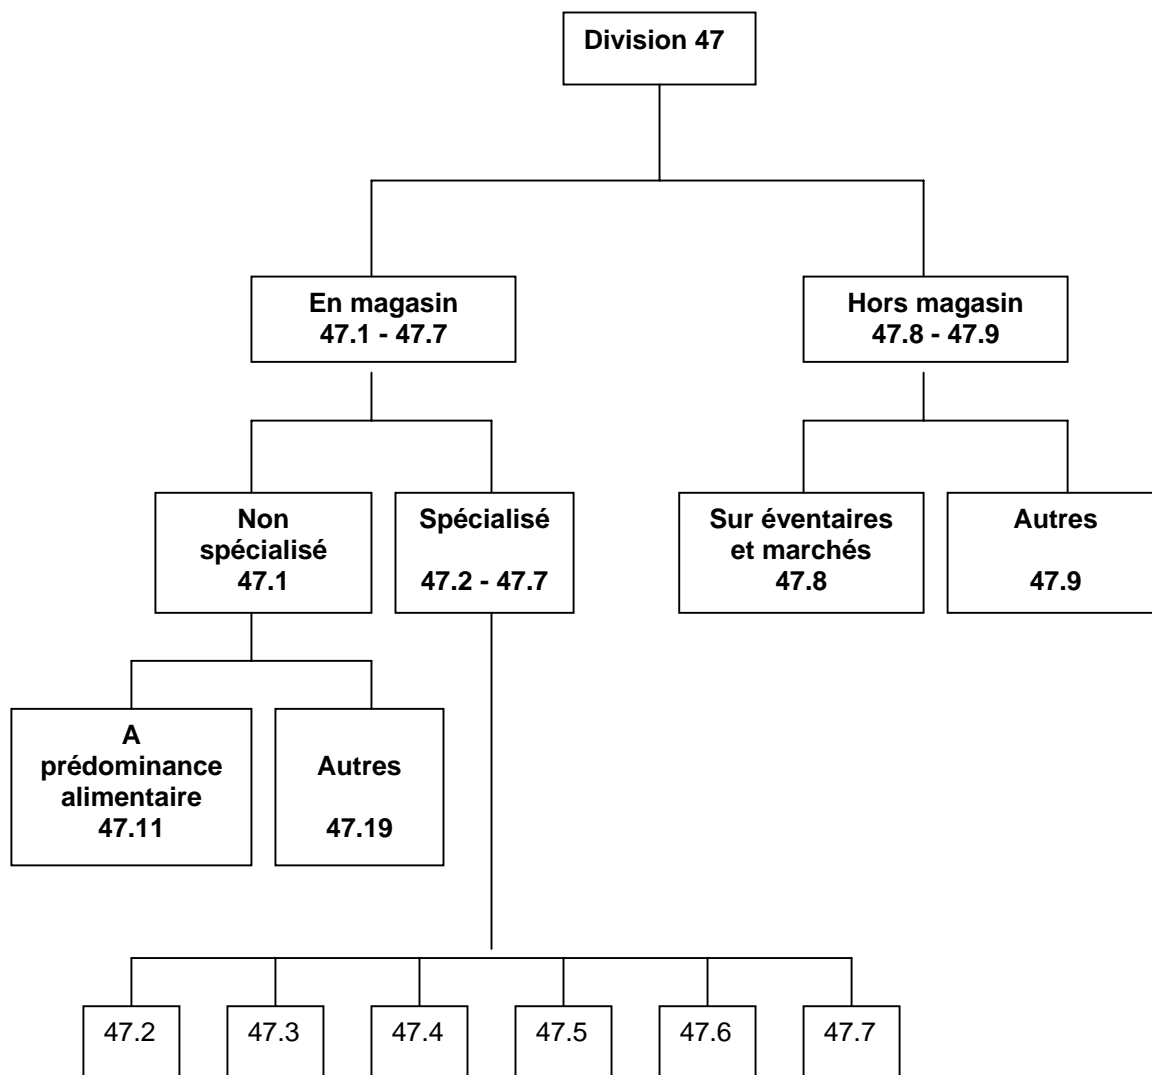 Division 47
En magasin
47.1 - 47.7
Hors magasin
47.8 - 47.9
Non
spécialisé
47.1
Spécialisé
47.2 - 47.7
Sur éventaires
et marchés
47.8
Autres
47.9
A
prédominance
alimentaire
47.11
Autres
47.19
47.2
47.3
47.4
47.5
47.6
47.7